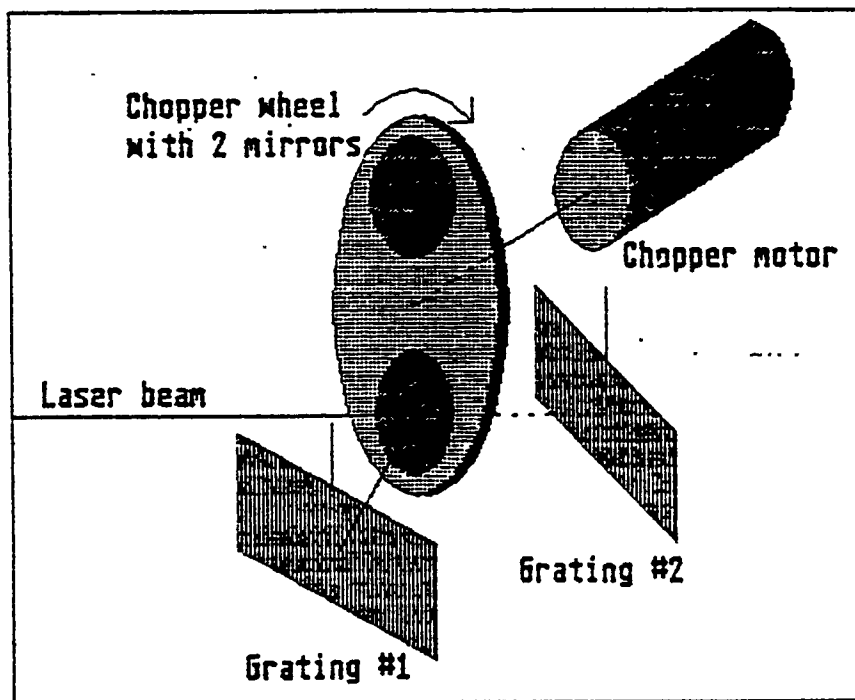 Chopper wheel
with 2 mirrors
Chopper motor
Laser beam
Grating #2
Grating #1